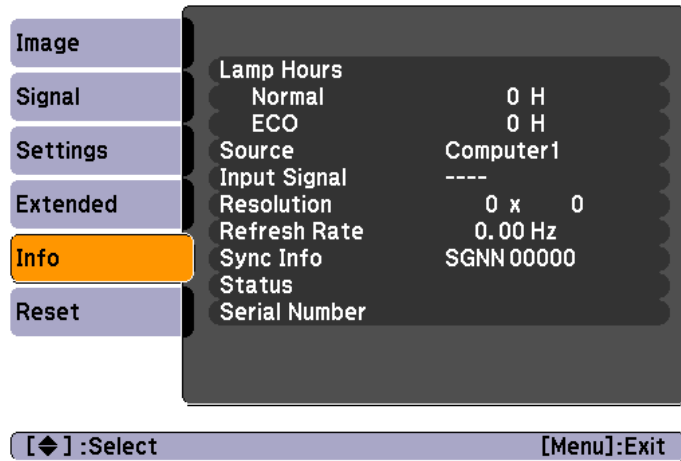 Image
Signal
Settings
Extended
Info
Reset
Lamp Hours
Normal 0 H
ECO 0 H
Source Computer1
Input Signal ----
Resolution 0 x 0
Refresh Rate 0.00 Hz
Sync Info SGNN 00000
Status
Serial Number
[◆] :Select [Menu]:Exit